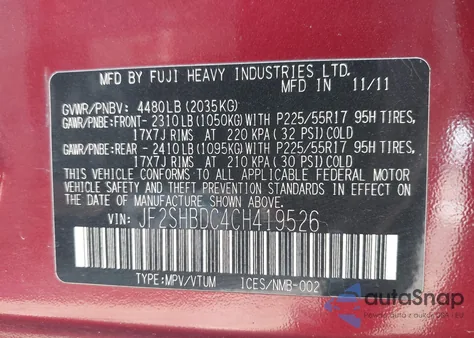 MFD BY FUJI HEAVY INDUSTRIES LTD.
MFD IN 11/11
GVWR/PNBV: 4480LB (2035KG)
GAWR/PNBE:FRONT- 2310LB (1050KG) WITH P225/55R17 95H TIRES,
17X7J RIMS AT 220 KPA (32 PSI) COLD
GAWR/PNBE: REAR - 2410LB (1095KG) WITH P225/55R17 95H TIRES,
17X7J RIMS AT 210 KPA (30 PSI) COLD
THIS VEHICLE CONFORMS TO ALL APPLICABLE FEDERAL MOTOR
VEHICLE SAFETY BUMPER, AND THEFT PREVENTION STANDARDS
IN EFFECT ON THE DATE OF MANUFACTURE SHOWN ABOVE.
VIN: JF2SHBDC4CH419526
TYPE:MPV/VTUM ICES/NMB-002
autoSnap